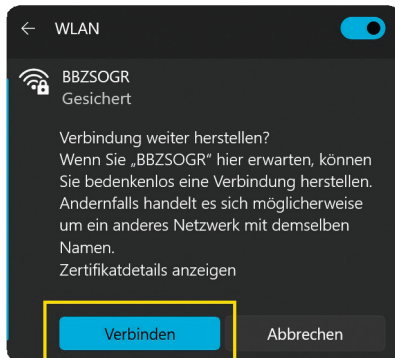 WLAN
BBZSOGR
Gesichert
Verbindung weiter herstellen?
Wenn Sie „BBZSOGR“ hier erwarten, können
Sie bedenkenlos eine Verbindung herstellen.
Andernfalls handelt es sich möglicherweise
um ein anderes Netzwerk mit demselben
Namen.
Zertifikatdetails anzeigen
Verbinden Abbrechen